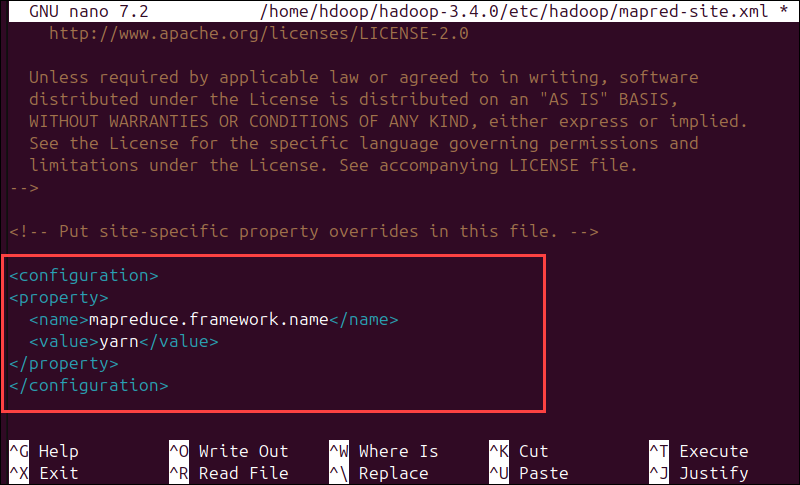 GNU nano 7.2 /home/hdoop/hadoop-3.4.0/etc/hadoop/mapred-site.xml *
http://www.apache.org/licenses/LICENSE-2.0
Unless required by applicable law or agreed to in writing, software
distributed under the License is distributed on an "AS IS" BASIS,
WITHOUT WARRANTIES OR CONDITIONS OF ANY KIND, either express or implied.
See the License for the specific language governing permissions and
limitations under the License. See accompanying LICENSE file.
-->
<!-- Put site-specific property overrides in this file. -->
<configuration>
<property>
<name>mapreduce.framework.name</name>
<value>yarn</value>
</property>
</configuration>
^G Help ^O Write Out ^W Where Is ^K Cut ^T Execute
^X Exit ^R Read File ^\ Replace ^U Paste ^J Justify